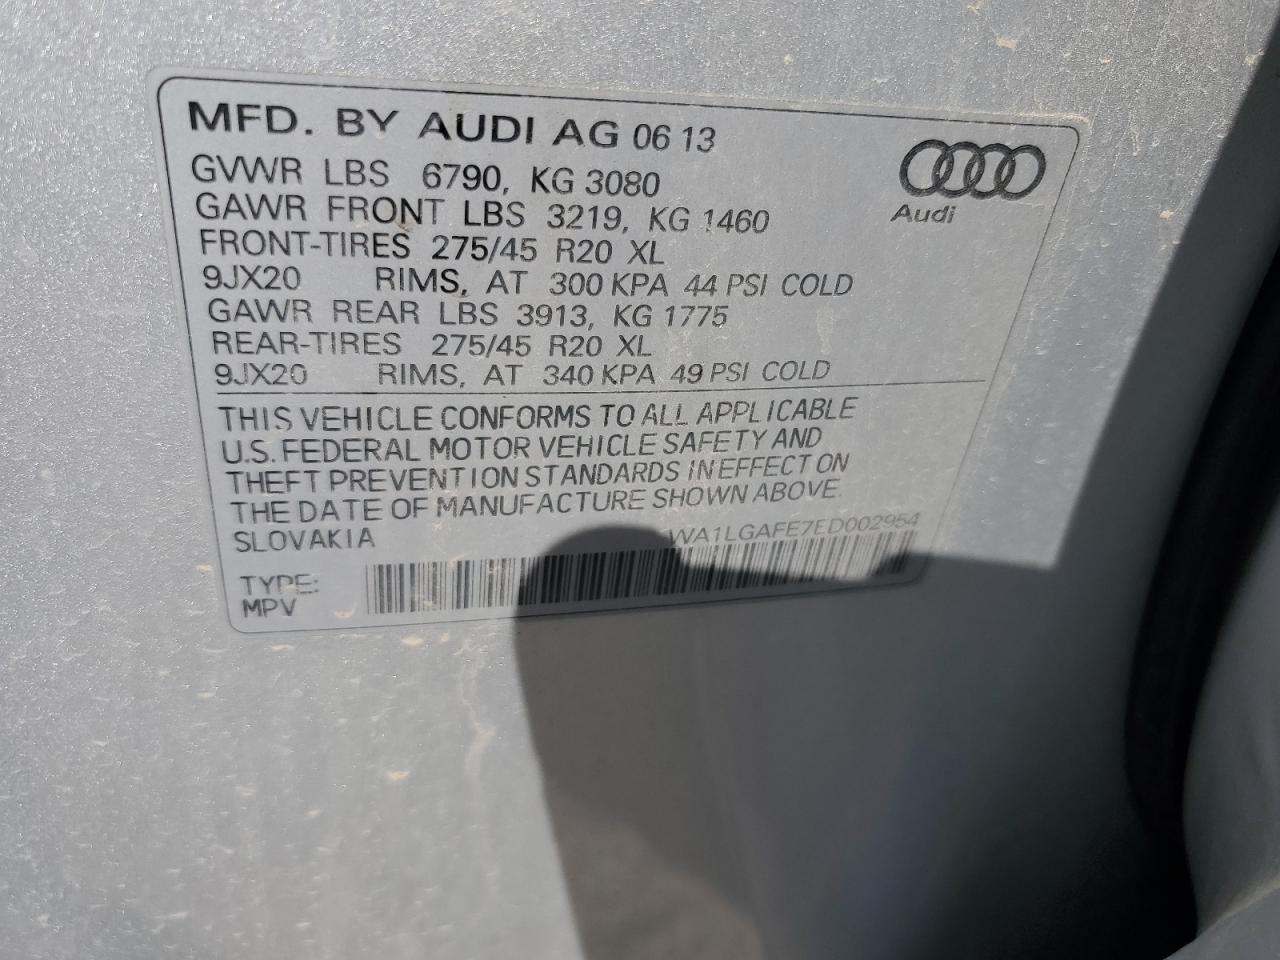 MFD. BY AUDI AG 06 13
GVWR LBS 6790, KG 3080
GAWR FRONT LBS 3219, KG 1460
FRONT-TIRES 275/45 R20 XL
9JX20 RIMS, AT 300 KPA 44 PSI COLD
GAWR REAR LBS 3913, KG 1775
REAR-TIRES 275/45 R20 XL
9JX20 RIMS, AT 340 KPA 49 PSI COLD
Audi
THIS VEHICLE CONFORMS TO ALL APPLICABLE
U.S. FEDERAL MOTOR VEHICLE SAFETY AND
THEFT PREVENTION STANDARDS IN EFFECT ON
THE DATE OF MANUFACTURE SHOWN ABOVE.
SLOVAKIA WA1LGAFE7ED002954
TYPE:
MPV